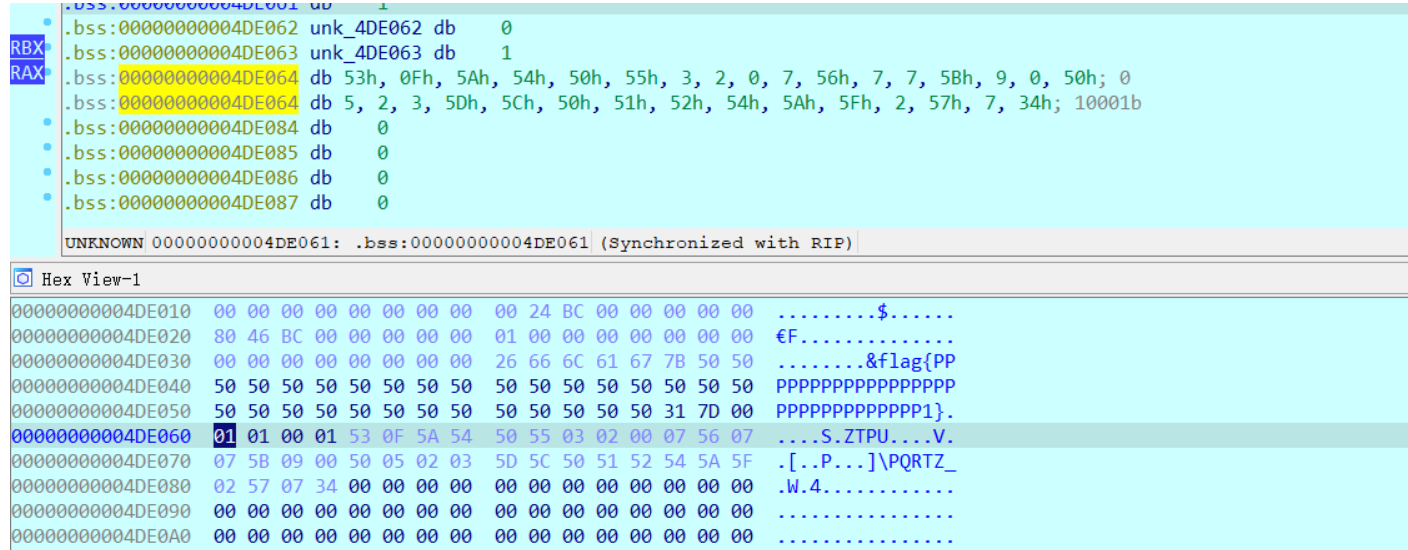 .bss:00000000004DE061 db    1
.bss:00000000004DE062 unk_4DE062 db    0
RBX .bss:00000000004DE063 unk_4DE063 db    1
RAX .bss:00000000004DE064 db 53h, 0Fh, 5Ah, 54h, 50h, 55h, 3, 2, 0, 7, 56h, 7, 7, 5Bh, 9, 0, 50h; 0
.bss:00000000004DE064 db 5, 2, 3, 5Dh, 5Ch, 50h, 51h, 52h, 54h, 5Ah, 5Fh, 2, 57h, 7, 34h; 10001b
.bss:00000000004DE084 db    0
.bss:00000000004DE085 db    0
.bss:00000000004DE086 db    0
.bss:00000000004DE087 db    0
UNKNOWN 00000000004DE061: .bss:00000000004DE061 (Synchronized with RIP)
Hex View-1
00000000004DE010  00 00 00 00 00 00 00 00  00 24 BC 00 00 00 00 00  .........$......
00000000004DE020  80 46 BC 00 00 00 00 00  01 00 00 00 00 00 00 00  €F..............
00000000004DE030  00 00 00 00 00 00 00 00  26 66 6C 61 67 7B 50 50  ........&flag{PP
00000000004DE040  50 50 50 50 50 50 50 50  50 50 50 50 50 50 50 50  PPPPPPPPPPPPPPPP
00000000004DE050  50 50 50 50 50 50 50 50  50 50 50 50 50 31 7D 00  PPPPPPPPPPPPP1}.
00000000004DE060  01 01 00 01 53 0F 5A 54  50 55 03 02 00 07 56 07  ....S.ZTPU....V.
00000000004DE070  07 5B 09 00 50 05 02 03  5D 5C 50 51 52 54 5A 5F  .[..P...]\PQRTZ_
00000000004DE080  02 57 07 34 00 00 00 00  00 00 00 00 00 00 00 00  .W.4............
00000000004DE090  00 00 00 00 00 00 00 00  00 00 00 00 00 00 00 00  ................
00000000004DE0A0  00 00 00 00 00 00 00 00  00 00 00 00 00 00 00 00  ................